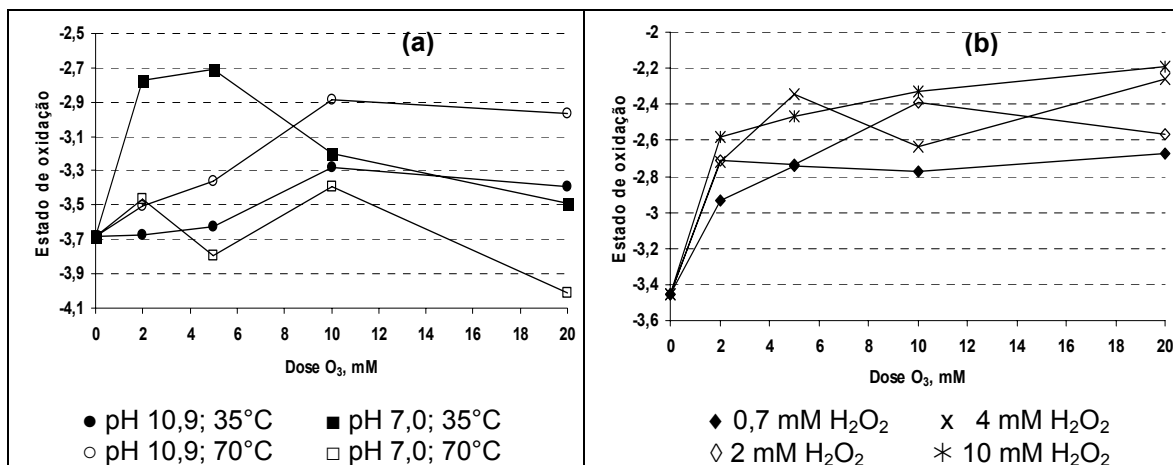 (a)
Estado de oxidação
-2,5
-2,7
-2,9
-3,1
-3,3
-3,5
-3,7
-3,9
-4,1
0 2 4 6 8 10 12 14 16 18 20
Dose O₃, mM
● pH 10,9; 35°C ■ pH 7,0; 35°C
○ pH 10,9; 70°C □ pH 7,0; 70°C
(b)
Estado de oxidação
-2
-2,2
-2,4
-2,6
-2,8
-3
-3,2
-3,4
-3,6
0 2 4 6 8 10 12 14 16 18 20
Dose O₃, mM
◆ 0,7 mM H₂O₂ x 4 mM H₂O₂
◊ 2 mM H₂O₂ ✳ 10 mM H₂O₂